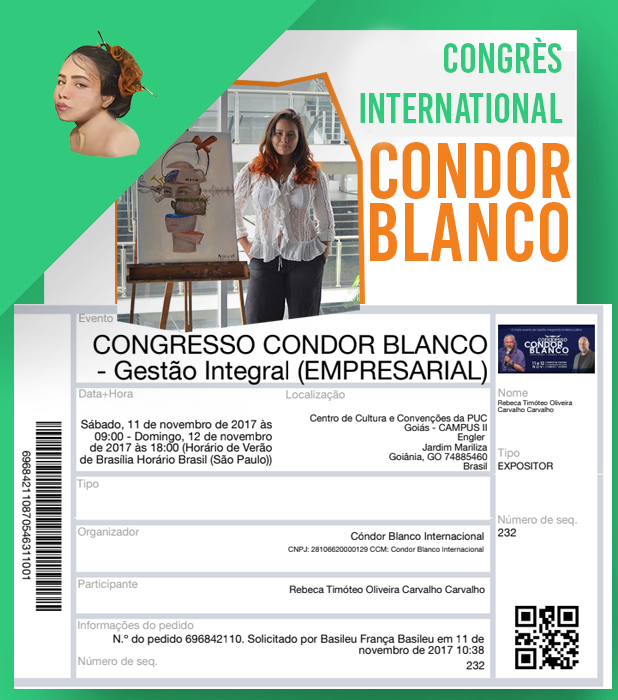 CONGRÈS
INTERNATIONAL
CONDOR
BLANCO
Evento
CONGRESSO CONDOR BLANCO
- Gestão Integral (EMPRESARIAL)
Data+Hora
Sábado, 11 de novembro de 2017 às
09:00 - Domingo, 12 de novembro
de 2017 às 18:00 (Horário de Verão
de Brasília Horário Brasil (São Paulo))
Localização
Centro de Cultura e Convenções da PUC
Goiás - CAMPUS II
Engler
Jardim Mariliza
Goiânia, GO 74885460
Brasil
Tipo
Organizador
Cóndor Blanco Internacional
CNPJ: 28106620000129 CCM: Condor Blanco Internacional
Participante
Rebeca Timóteo Oliveira Carvalho Carvalho
Informações do pedido
N.º do pedido 696842110. Solicitado por Basileu França Basileu em 11 de
novembro de 2017 10:38
Número de seq.
232
CONGRESSO
CONDOR
BLANCO
Nome
Rebeca Timóteo Oliveira
Carvalho Carvalho
Tipo
EXPOSITOR
Número de seq.
232
696842110870546311001